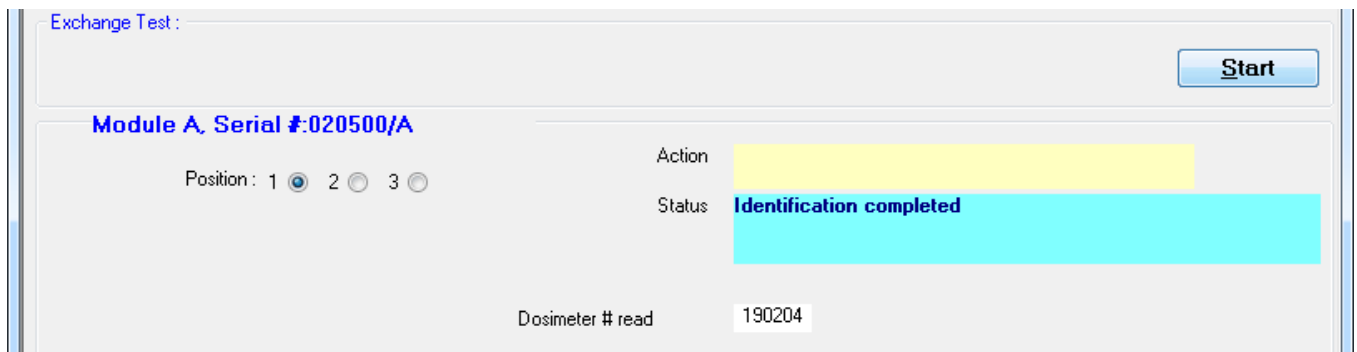 Exchange Test :
Start
Module A, Serial #:020500/A
Position : 1 2 3
Action
Status Identification completed
Dosimeter # read 190204